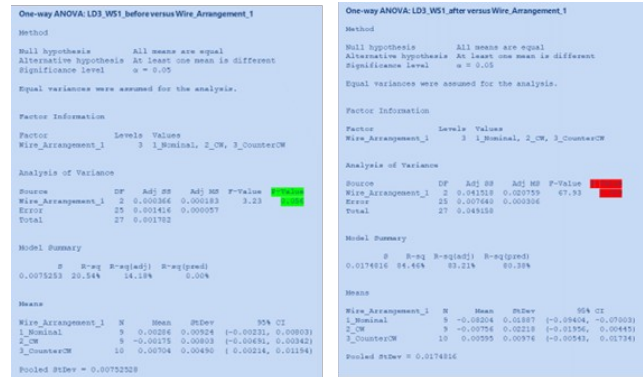 One-way ANOVA: LD3_WS1_before versus Wire_Arrangement_1
Method
Null hypothesis All means are equal
Alternative hypothesis At least one mean is different
Significance level α = 0.05
Equal variances were assumed for the analysis.
Factor Information
Factor Levels Values
Wire_Arrangement_1 3 1_Nominal, 2_CW, 3_CounterCW
Analysis of Variance
Source DF Adj SS Adj MS F-Value P-Value
Wire_Arrangement_1 2 0.000366 0.000183 3.23 0.056
Error 25 0.001416 0.000057
Total 27 0.001782
Model Summary
S R-sq R-sq(adj) R-sq(pred)
0.0075253 20.54% 14.18% 0.00%
Means
Wire_Arrangement_1 N Mean StDev 95% CI
1_Nominal 9 0.00286 0.00924 (-0.00231, 0.00803)
2_CW 9 -0.00175 0.00803 (-0.00691, 0.00342)
3_CounterCW 10 0.00704 0.00490 ( 0.00214, 0.01194)
Pooled StDev = 0.00752528
One-way ANOVA: LD3_WS1_after versus Wire_Arrangement_1
Method
Null hypothesis All means are equal
Alternative hypothesis At least one mean is different
Significance level α = 0.05
Equal variances were assumed for the analysis.
Factor Information
Factor Levels Values
Wire_Arrangement_1 3 1_Nominal, 2_CW, 3_CounterCW
Analysis of Variance
Source DF Adj SS Adj MS F-Value
Wire_Arrangement_1 2 0.041518 0.020759 67.93
Error 25 0.007640 0.000306
Total 27 0.049158
Model Summary
S R-sq R-sq(adj) R-sq(pred)
0.0174816 84.46% 83.21% 80.38%
Means
Wire_Arrangement_1 N Mean StDev 95% CI
1_Nominal 9 -0.08204 0.01887 (-0.09404, -0.07003)
2_CW 9 -0.00756 0.02218 (-0.01956, 0.00445)
3_CounterCW 10 0.00595 0.00976 (-0.00543, 0.01734)
Pooled StDev = 0.0174816